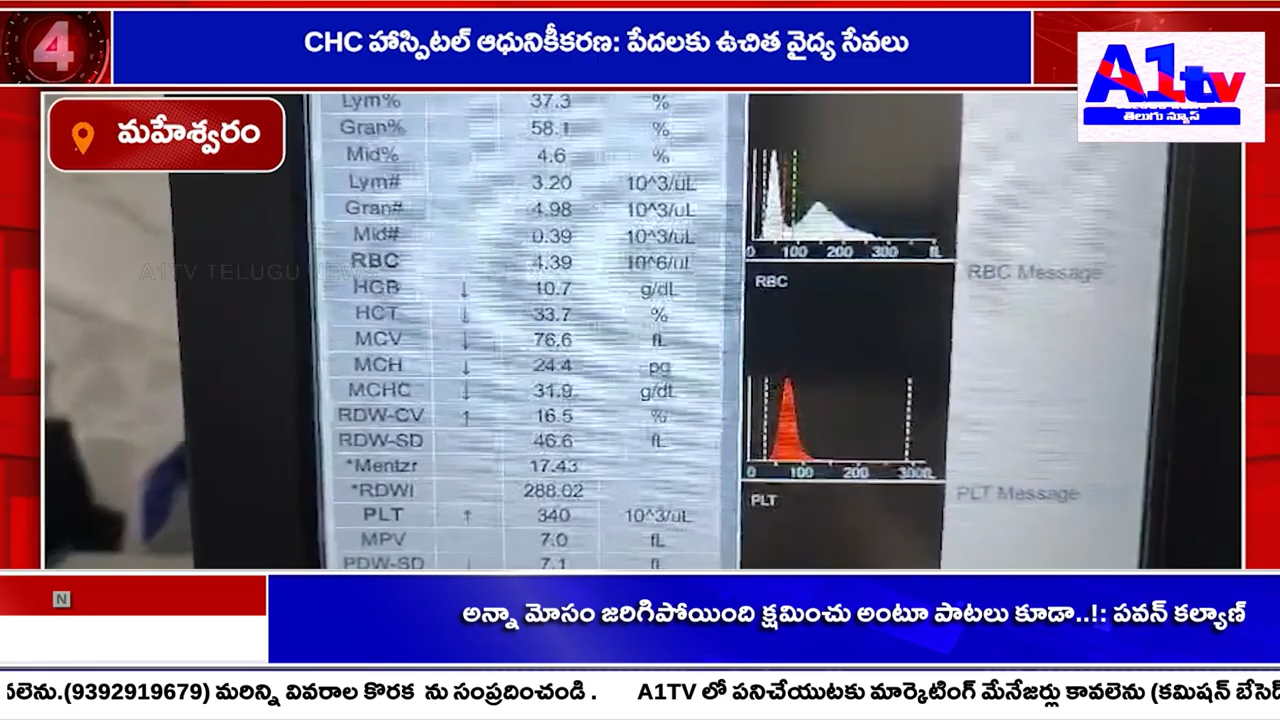 4
CHC హాస్పిటల్ ఆధునికీకరణ: పేదలకు ఉచిత వైద్య సేవలు
A1tv
తెలుగు న్యూస్
మహేశ్వరం
A1TV TELUGU NEWS
Lym% 37.3 %
Gran% 58.1 %
Mid% 4.6 %
Lym# 3.20 10^3/uL
Gran# 4.98 10^3/uL
Mid# 0.39 10^3/uL
RBC 4.39 10^6/uL
HGB ↓ 10.7 g/dL
HCT ↓ 33.7 %
MCV ↓ 76.6 fL
MCH ↓ 24.4 pg
MCHC ↓ 31.9 g/dL
RDW-CV ↑ 16.5 %
RDW-SD 46.6 fL
*Mentzr 17.43
*RDWI 288.02
PLT ↑ 340 10^3/uL
MPV 7.0 fL
PDW-SD ↓ 7.1 fL
0 100 200 300 fL
RBC
RBC Message
0 100 200 300fL
PLT
PLT Message
N
అన్నా మోసం జరిగిపోయింది క్షమించు అంటూ పాటలు కూడా..!: పవన్ కల్యాణ్
(9392919679) మరిన్ని వివరాల కొరకు ను సంప్రదించండి . A1TV లో పనిచేయుటకు మార్కెటింగ్ మేనేజర్లు కావలెను (కమిషన్ బేసెడ్